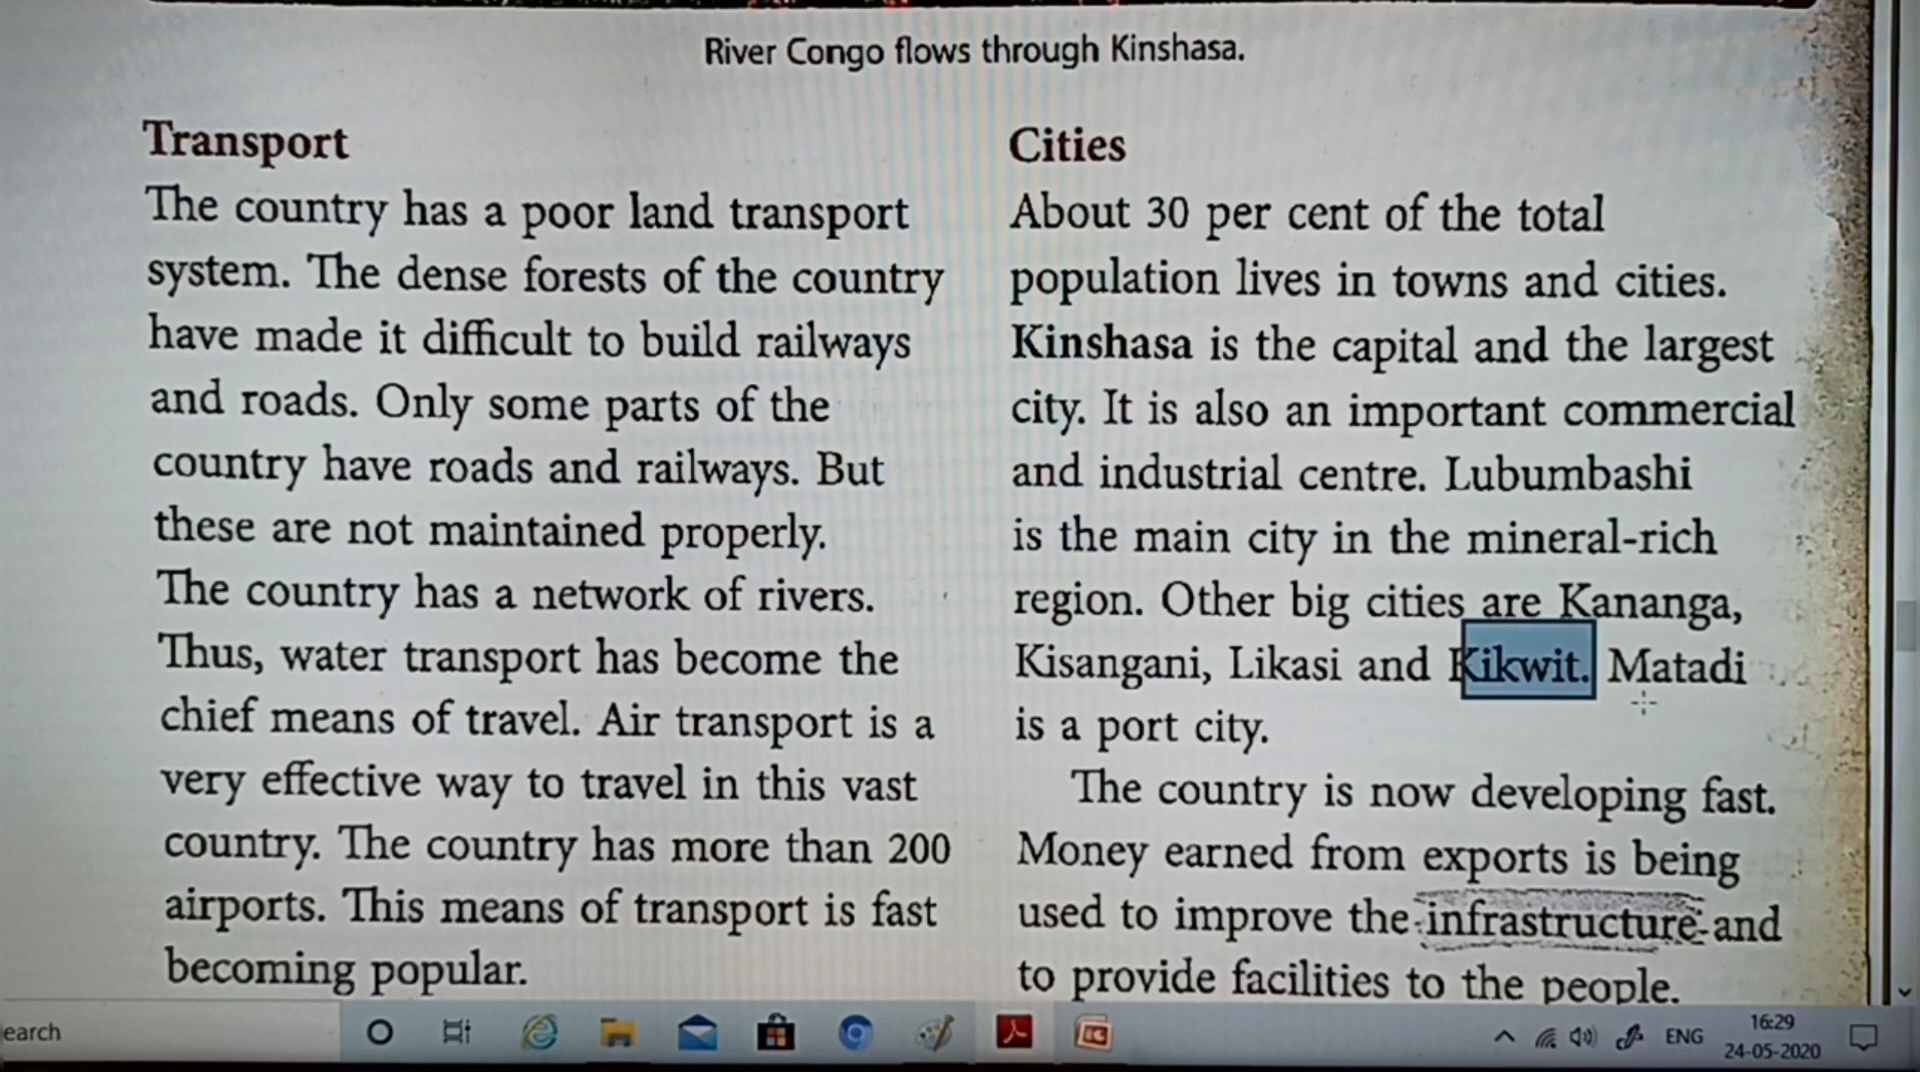 River Congo flows through Kinshasa.
Transport
The country has a poor land transport
system. The dense forests of the country
have made it difficult to build railways
and roads. Only some parts of the
country have roads and railways. But
these are not maintained properly.
The country has a network of rivers.
Thus, water transport has become the
chief means of travel. Air transport is a
very effective way to travel in this vast
country. The country has more than 200
airports. This means of transport is fast
becoming popular.
Cities
About 30 per cent of the total
population lives in towns and cities.
Kinshasa is the capital and the largest
city. It is also an important commercial
and industrial centre. Lubumbashi
is the main city in the mineral-rich
region. Other big cities are Kananga,
Kisangani, Likasi and Kikwit. Matadi
is a port city.
The country is now developing fast.
Money earned from exports is being
used to improve the infrastructure and
to provide facilities to the people.
earch
ENG
16:29
24-05-2020